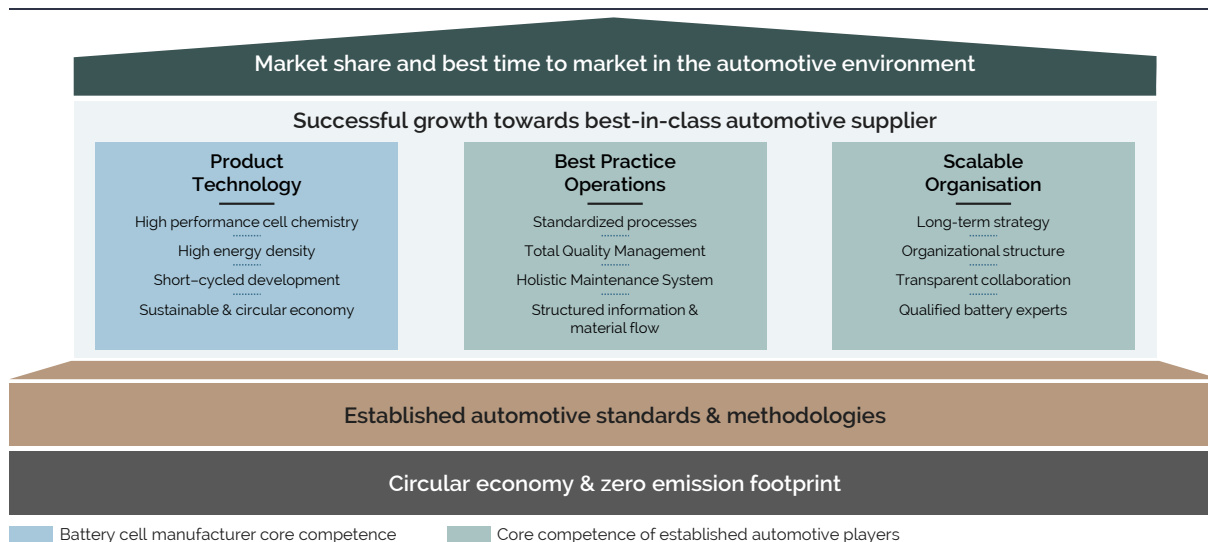 Market share and best time to market in the automotive environment
Successful growth towards best-in-class automotive supplier
Product
Technology
High performance cell chemistry
High energy density
Short–cycled development
Sustainable & circular economy
Best Practice
Operations
Standardized processes
Total Quality Management
Holistic Maintenance System
Structured information &
material flow
Scalable
Organisation
Long-term strategy
Organizational structure
Transparent collaboration
Qualified battery experts
Established automotive standards & methodologies
Circular economy & zero emission footprint
Battery cell manufacturer core competence
Core competence of established automotive players